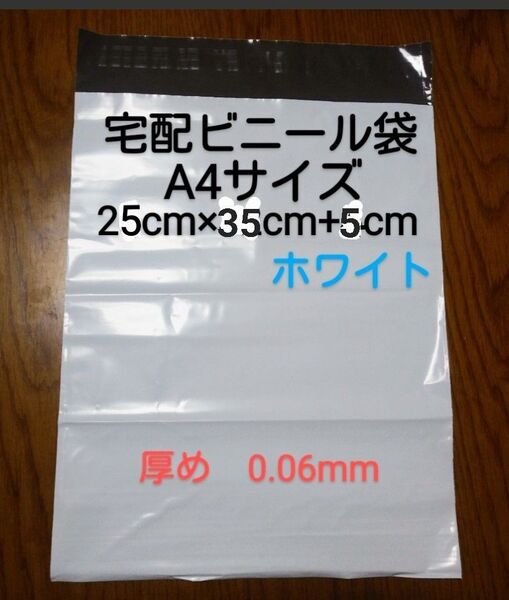 宅配ビニール袋
A4サイズ
25cm×35cm+5cm
ホワイト
厚め 0.06mm